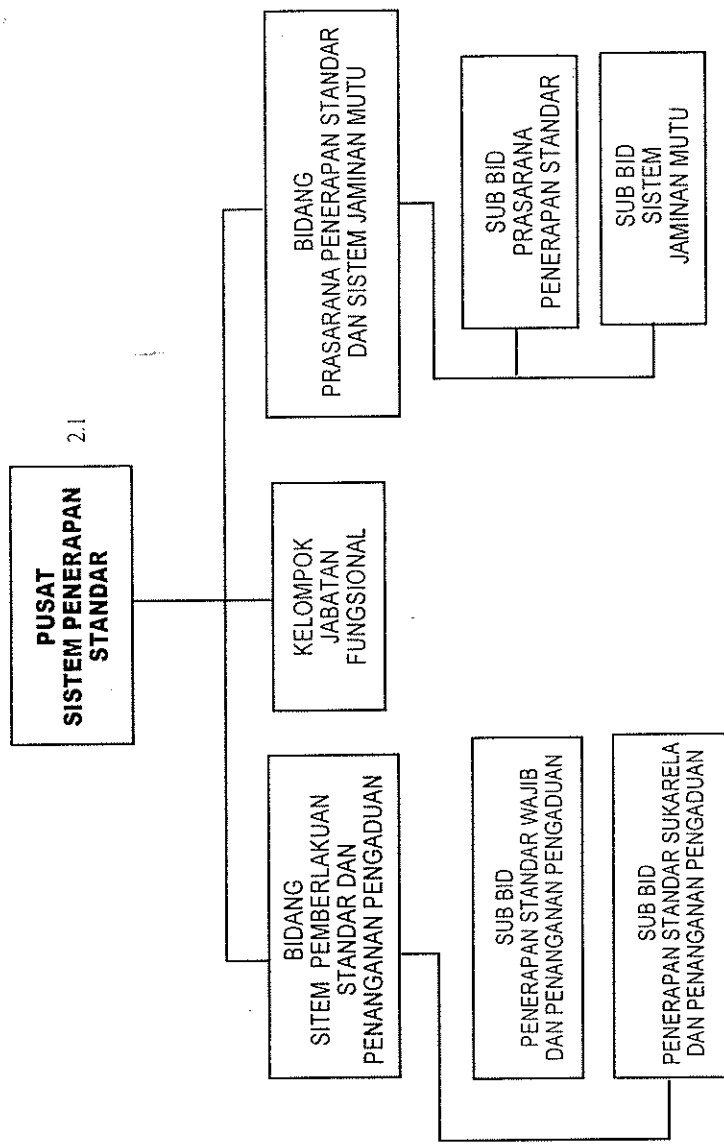 PUSAT
SISTEM PENERAPAN
STANDAR
2.1
BIDANG
SITEM PEMBERLAKUAN
STANDAR DAN
PENANGANAN PENGADUAN
KELOMPOK
JABATAN
FUNGSIONAL
BIDANG
PRASARANA PENERAPAN STANDAR
DAN SISTEM JAMINAN MUTU
SUB BID
PENERAPAN STANDAR WAJIB
DAN PENANGANAN PENGADUAN
SUB BID
PENERAPAN STANDAR SUKARELA
DAN PENANGANAN PENGADUAN
SUB BID
PRASARANA
PENERAPAN STANDAR
SUB BID
SISTEM
JAMINAN MUTU